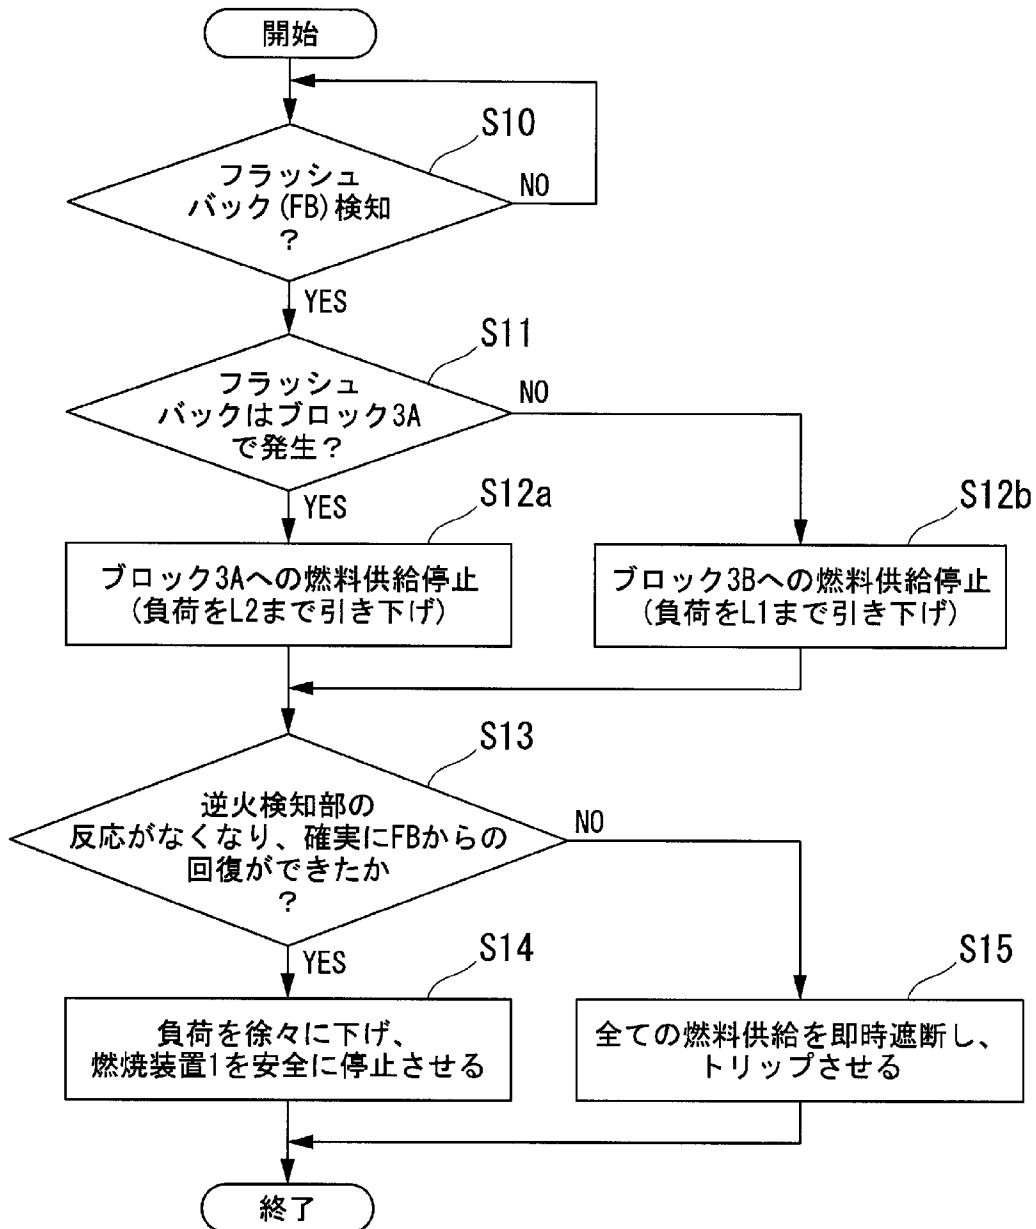 開始
S10
フラッシュ
バック(FB)検知
?
NO
YES
S11
フラッシュ
バックはブロック3A
で発生?
NO
YES
S12a
ブロック3Aへの燃料供給停止
(負荷をL2まで引き下げ)
S12b
ブロック3Bへの燃料供給停止
(負荷をL1まで引き下げ)
S13
逆火検知部の
反応がなくなり、確実にFBからの
回復ができたか
?
NO
YES
S14
負荷を徐々に下げ、
燃焼装置1を安全に停止させる
S15
全ての燃料供給を即時遮断し、
トリップさせる
終了